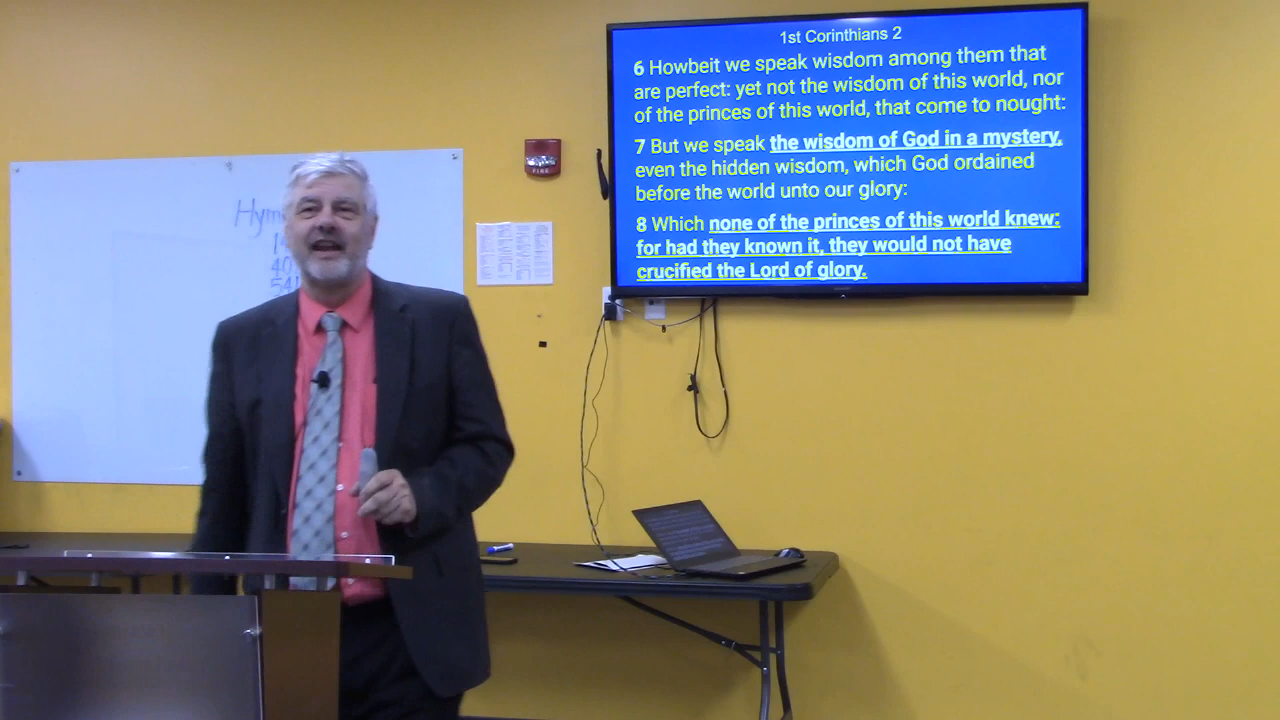 1st Corinthians 2
6 Howbeit we speak wisdom among them that
are perfect: yet not the wisdom of this world, nor
of the princes of this world, that come to nought:
7 But we speak the wisdom of God in a mystery,
even the hidden wisdom, which God ordained
before the world unto our glory:
8 Which none of the princes of this world knew:
for had they known it, they would not have
crucified the Lord of glory.
FIRE